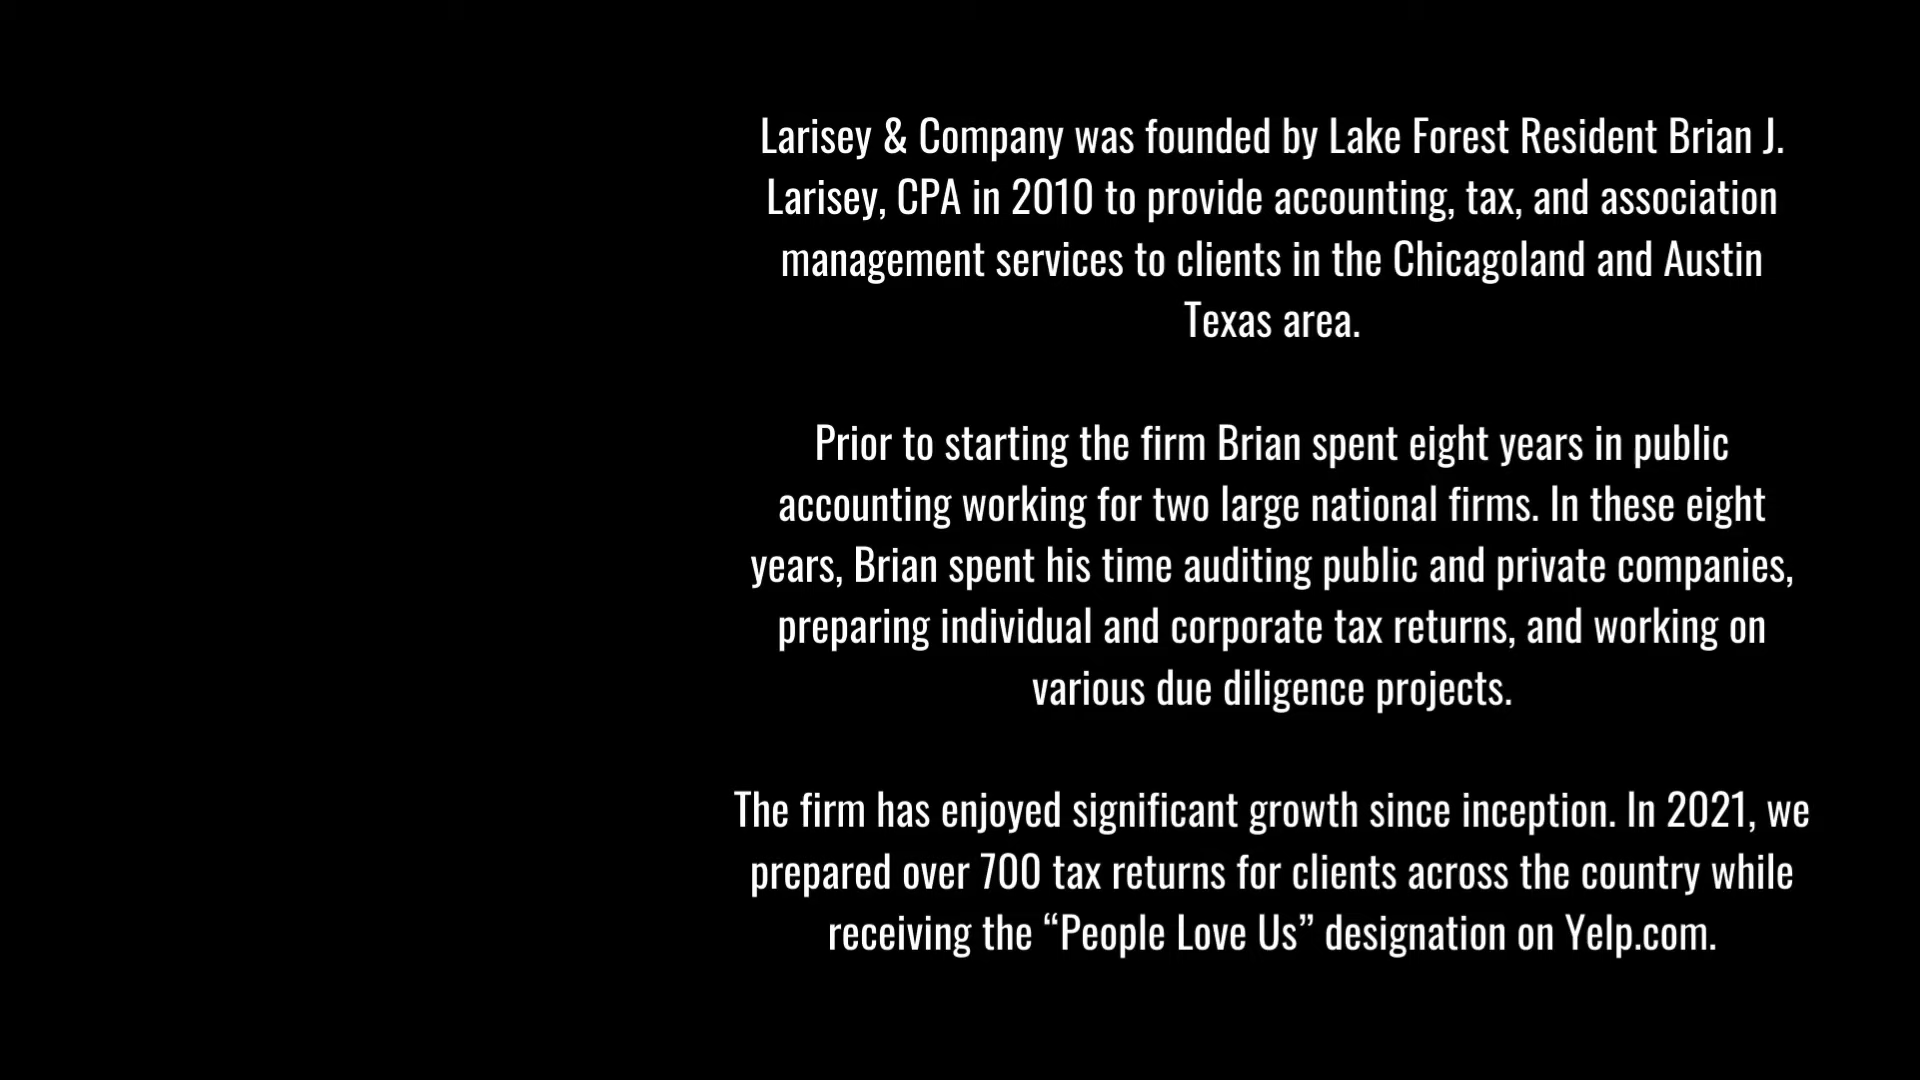 Larisey & Company was founded by Lake Forest Resident Brian J.
Larisey, CPA in 2010 to provide accounting, tax, and association
management services to clients in the Chicagoland and Austin
Texas area.
Prior to starting the firm Brian spent eight years in public
accounting working for two large national firms. In these eight
years, Brian spent his time auditing public and private companies,
preparing individual and corporate tax returns, and working on
various due diligence projects.
The firm has enjoyed significant growth since inception. In 2021, we
prepared over 700 tax returns for clients across the country while
receiving the “People Love Us” designation on Yelp.com.